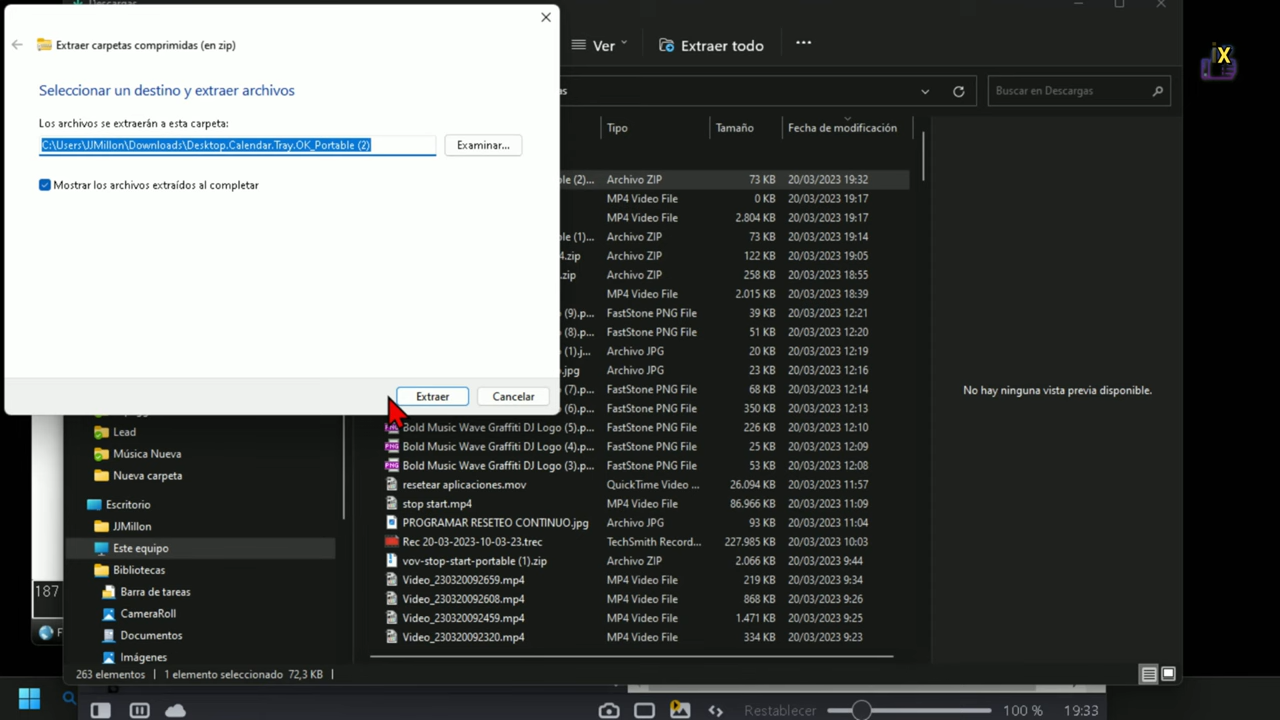 Descargas
Extraer carpetas comprimidas (en zip)
Seleccionar un destino y extraer archivos
Los archivos se extraerán a esta carpeta:
C:\Users\JJMillon\Downloads\Desktop.Calendar.Tray.OK_Portable (2)
Examinar...
Mostrar los archivos extraídos al completar
Extraer
Cancelar
Ver
Extraer todo
···
as
Buscar en Descargas
Tipo Tamaño Fecha de modificación
ble (2)... Archivo ZIP 73 KB 20/03/2023 19:32
MP4 Video File 0 KB 20/03/2023 19:17
MP4 Video File 2.804 KB 20/03/2023 19:17
ble (1)... Archivo ZIP 73 KB 20/03/2023 19:14
4.zip Archivo ZIP 122 KB 20/03/2023 19:05
.zip Archivo ZIP 258 KB 20/03/2023 18:55
MP4 Video File 2.015 KB 20/03/2023 18:39
(9).p... FastStone PNG File 39 KB 20/03/2023 12:21
(8).p... FastStone PNG File 51 KB 20/03/2023 12:20
(1).j... Archivo JPG 20 KB 20/03/2023 12:19
.jpg Archivo JPG 23 KB 20/03/2023 12:16
(7).p... FastStone PNG File 68 KB 20/03/2023 12:14
(6).p... FastStone PNG File 350 KB 20/03/2023 12:13
Bold Music Wave Graffiti DJ Logo (5).p... FastStone PNG File 226 KB 20/03/2023 12:10
Bold Music Wave Graffiti DJ Logo (4).p... FastStone PNG File 25 KB 20/03/2023 12:09
Bold Music Wave Graffiti DJ Logo (3).p... FastStone PNG File 53 KB 20/03/2023 12:08
resetear aplicaciones.mov QuickTime Video ... 26.094 KB 20/03/2023 11:57
stop start.mp4 MP4 Video File 86.966 KB 20/03/2023 11:09
PROGRAMAR RESETEO CONTINUO.jpg Archivo JPG 93 KB 20/03/2023 11:04
Rec 20-03-2023-10-03-23.trec TechSmith Record... 227.985 KB 20/03/2023 10:03
vov-stop-start-portable (1).zip Archivo ZIP 2.066 KB 20/03/2023 9:44
Video_230320092659.mp4 MP4 Video File 219 KB 20/03/2023 9:34
Video_230320092608.mp4 MP4 Video File 868 KB 20/03/2023 9:26
Video_230320092459.mp4 MP4 Video File 1.471 KB 20/03/2023 9:25
Video_230320092320.mp4 MP4 Video File 334 KB 20/03/2023 9:23
No hay ninguna vista previa disponible.
Lead
Música Nueva
Nueva carpeta
Escritorio
JJMillon
Este equipo
Bibliotecas
Barra de tareas
CameraRoll
Documentos
Imágenes
187
F
263 elementos 1 elemento seleccionado 72,3 KB
Restablecer 100 % 19:33
iX